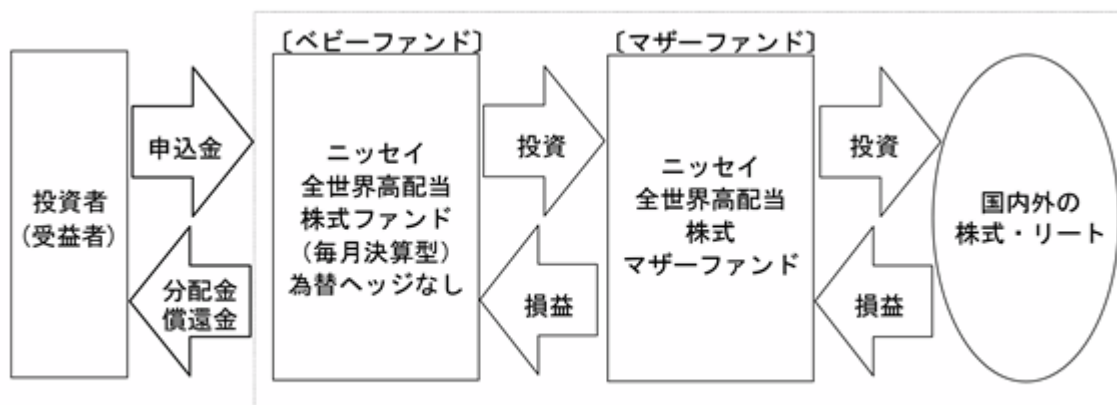 〔ベビーファンド〕
〔マザーファンド〕
投資者
（受益者）
申込金
分配金
償還金
ニッセイ
全世界高配当
株式ファンド
（毎月決算型）
為替ヘッジなし
投資
損益
ニッセイ
全世界高配当
株式
マザーファンド
投資
損益
国内外の
株式・リート